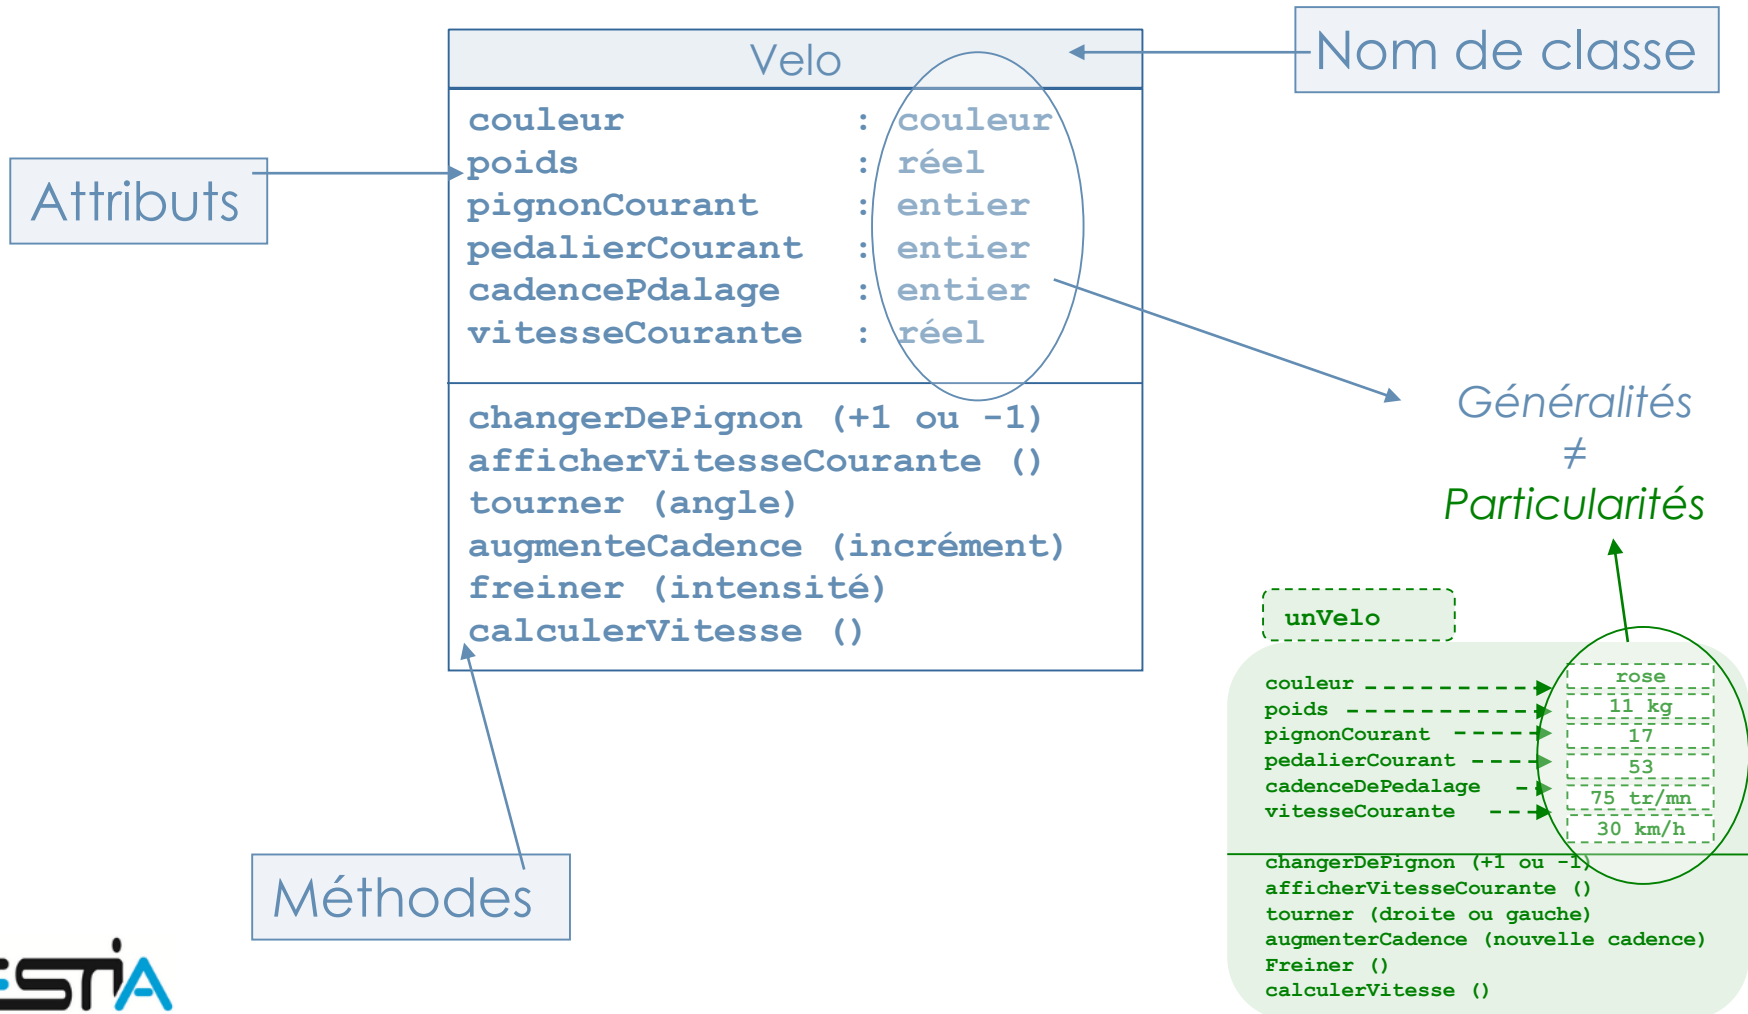 Nom de classe
Velo
Attributs
couleur : couleur
poids : réel
pignonCourant : entier
pedalierCourant : entier
cadencePdalage : entier
vitesseCourante : réel
changerDePignon (+1 ou -1)
afficherVitesseCourante ()
tourner (angle)
augmenteCadence (incrément)
freiner (intensité)
calculerVitesse ()
Méthodes
Généralités
≠
Particularités
unVelo
couleur rose
poids 11 kg
pignonCourant 17
pedalierCourant 53
cadenceDePedalage 75 tr/mn
vitesseCourante 30 km/h
changerDePignon (+1 ou -1)
afficherVitesseCourante ()
tourner (droite ou gauche)
augmenterCadence (nouvelle cadence)
Freiner ()
calculerVitesse ()
ESTIA